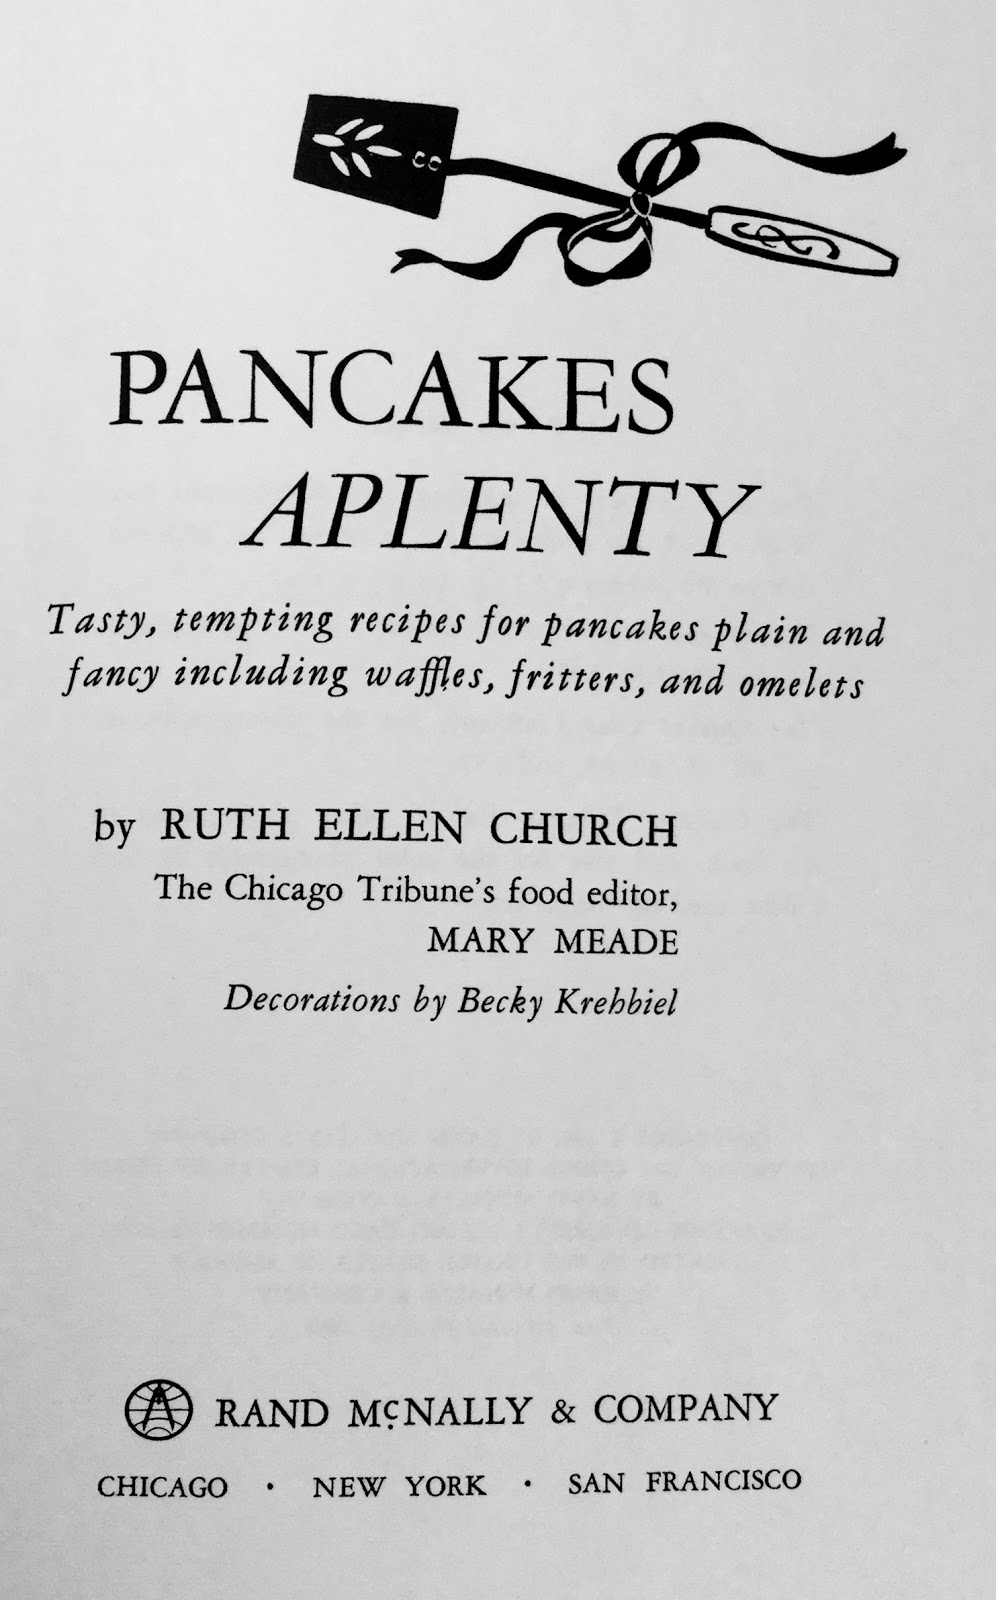 PANCAKES
APLENTY
Tasty, tempting recipes for pancakes plain and
fancy including waffles, fritters, and omelets
by RUTH ELLEN CHURCH
The Chicago Tribune's food editor,
MARY MEADE
Decorations by Becky Krehbiel
RAND McNALLY & COMPANY
CHICAGO · NEW YORK · SAN FRANCISCO